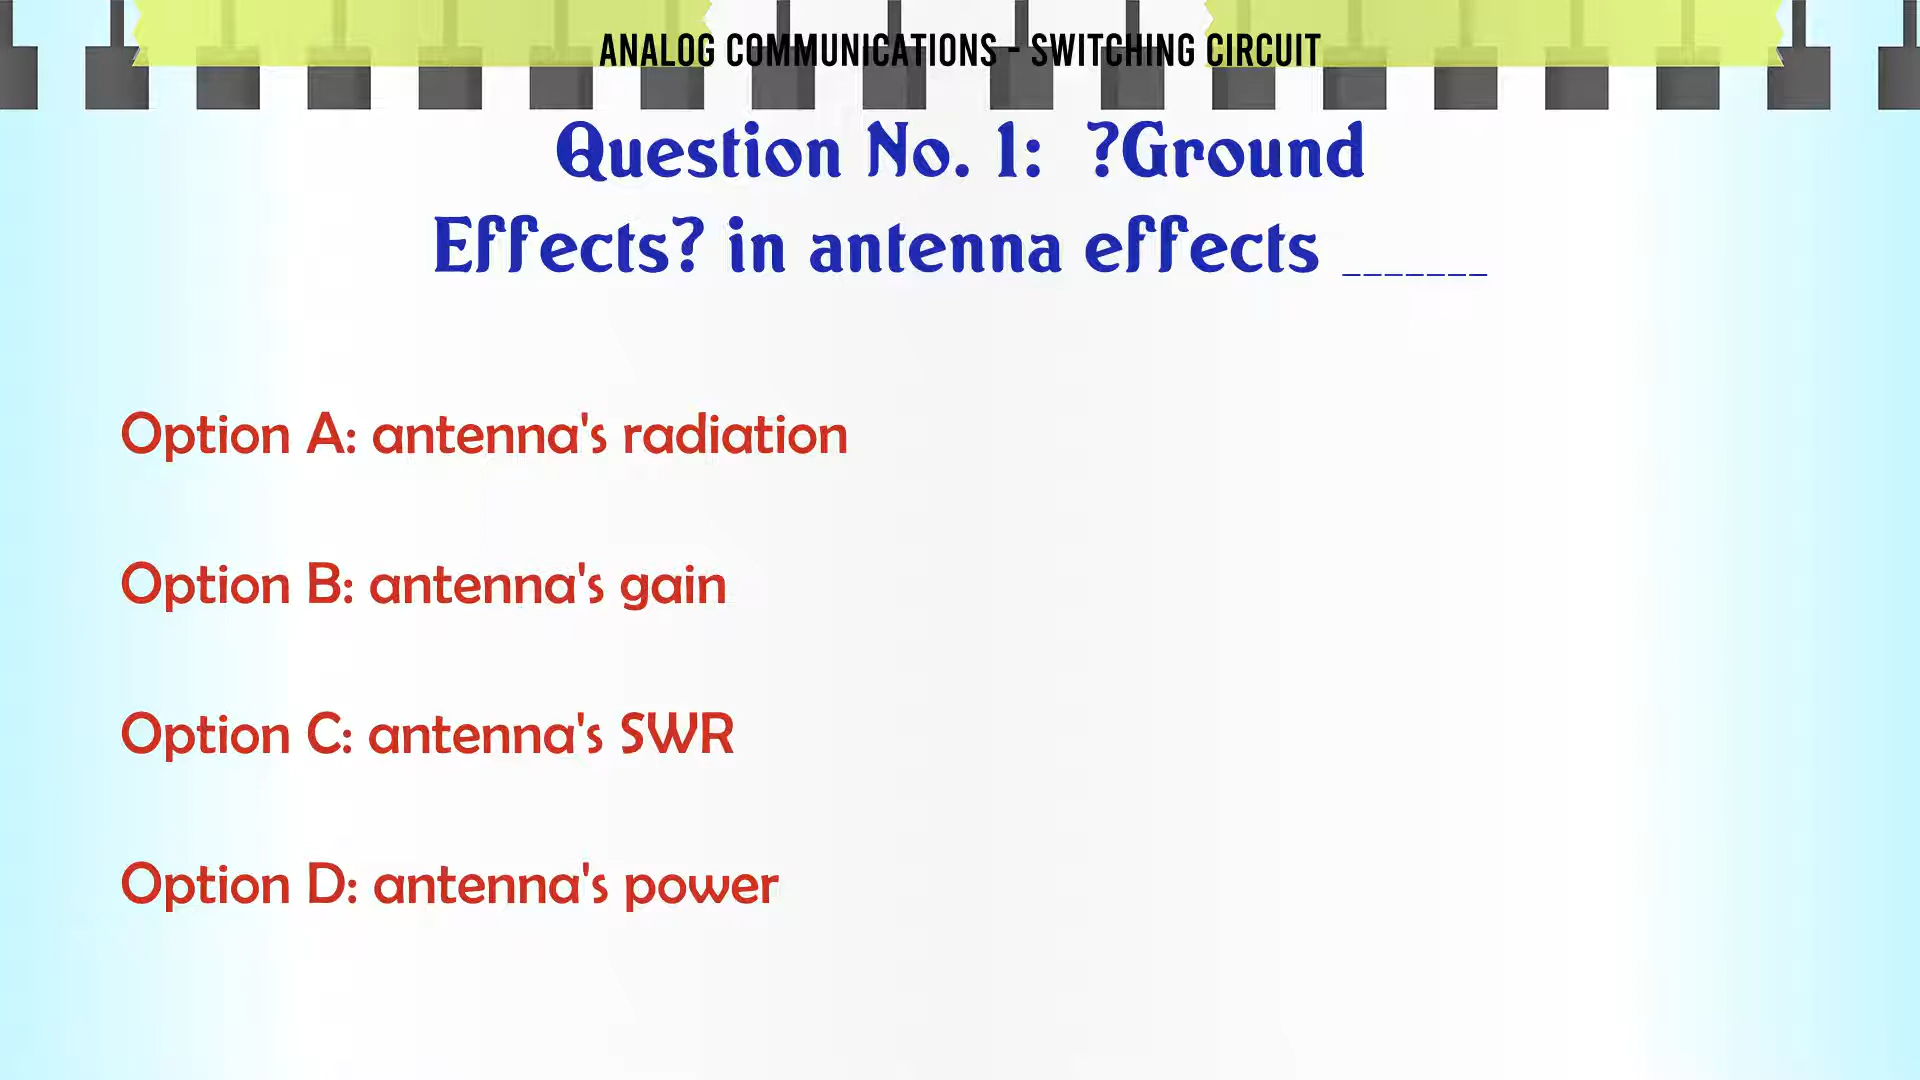 ANALOG COMMUNICATIONS - SWITCHING CIRCUIT
Question No. 1: ?Ground
Effects? in antenna effects _______
Option A: antenna's radiation
Option B: antenna's gain
Option C: antenna's SWR
Option D: antenna's power